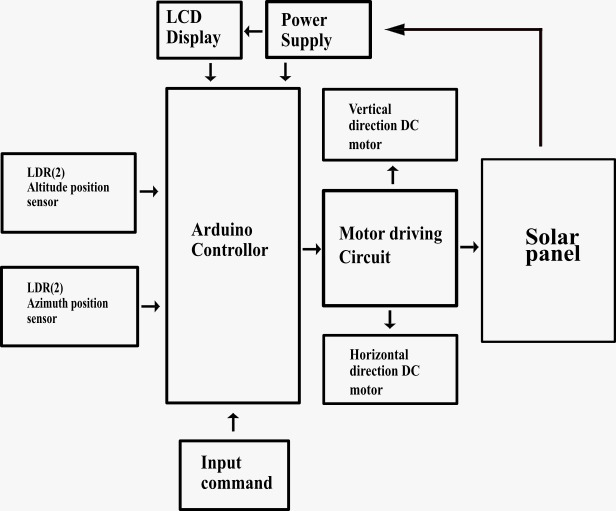 LCD
Display
Power
Supply
Vertical
direction DC
motor
LDR(2)
Altitude position
sensor
Arduino
Controllor
Motor driving
Circuit
Solar
panel
LDR(2)
Azimuth position
sensor
Horizontal
direction DC
motor
Input
command